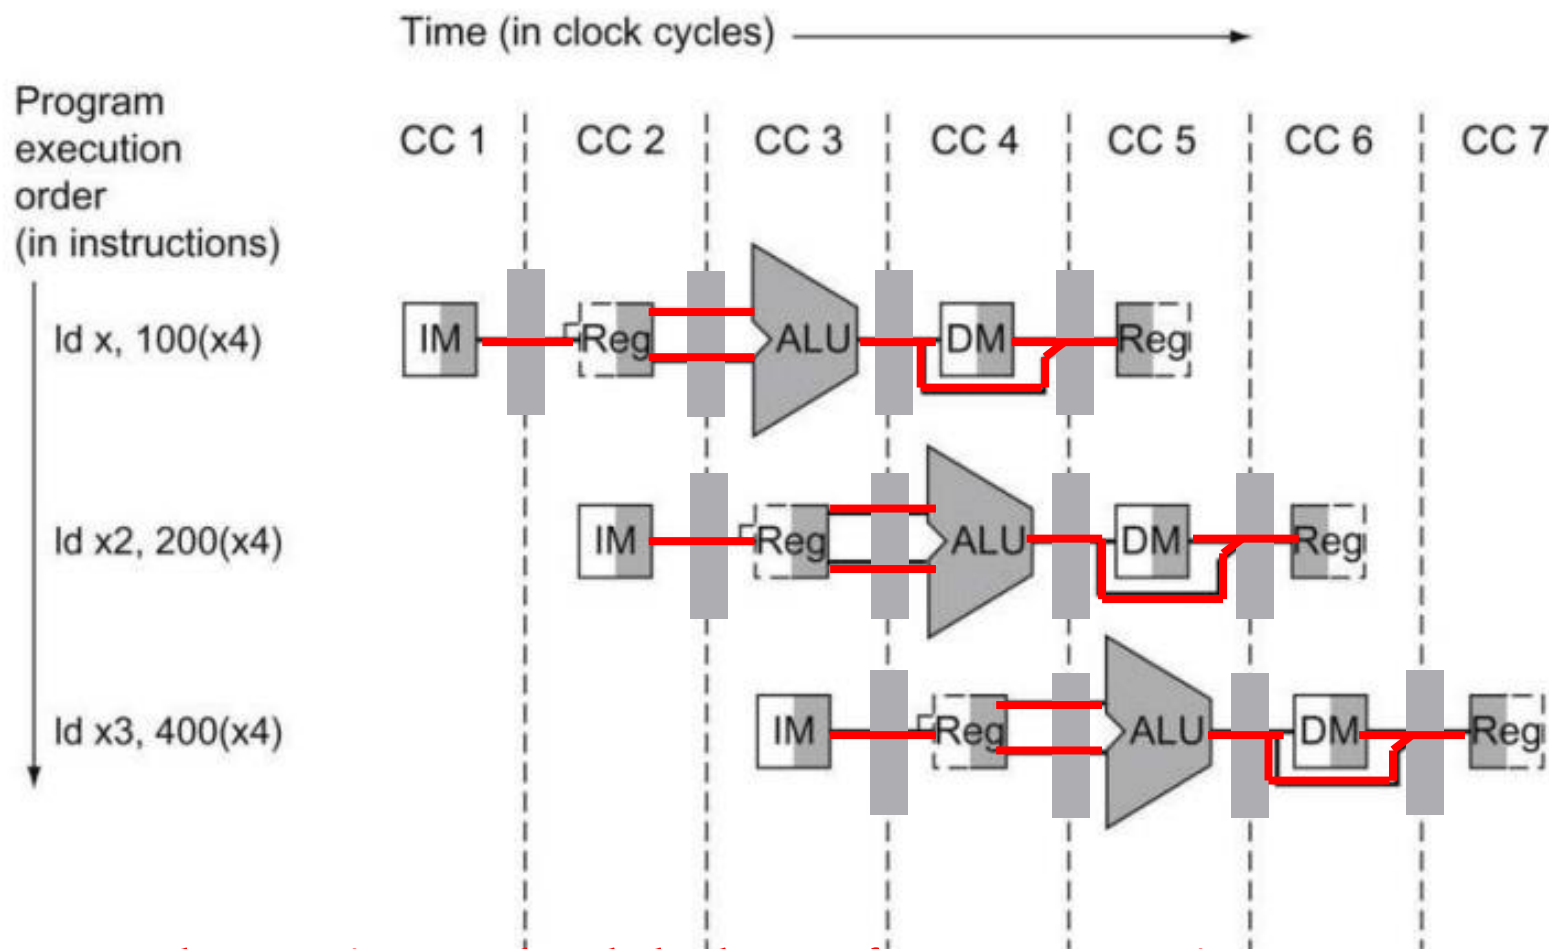 Time (in clock cycles)
Program
execution
order
(in instructions)
CC 1 CC 2 CC 3 CC 4 CC 5 CC 6 CC 7
ld x, 100(x4)
IM Reg ALU DM Reg
ld x2, 200(x4)
IM Reg ALU DM Reg
ld x3, 400(x4)
IM Reg ALU DM Reg